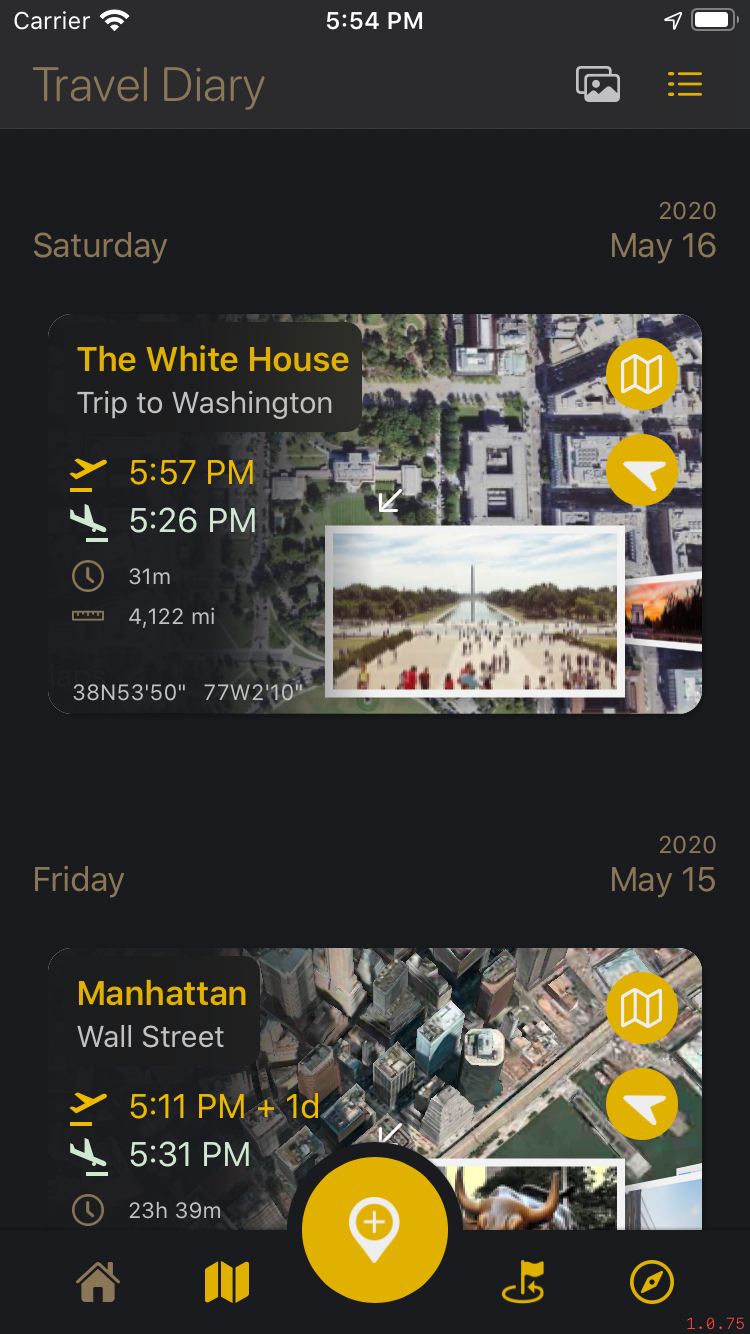 Carrier 5:54 PM
Travel Diary
2020
Saturday May 16
The White House
Trip to Washington
5:57 PM
5:26 PM
31m
4,122 mi
38N53'50" 77W2'10"
2020
Friday May 15
Manhattan
Wall Street
5:11 PM + 1d
5:31 PM
23h 39m
1.0.75